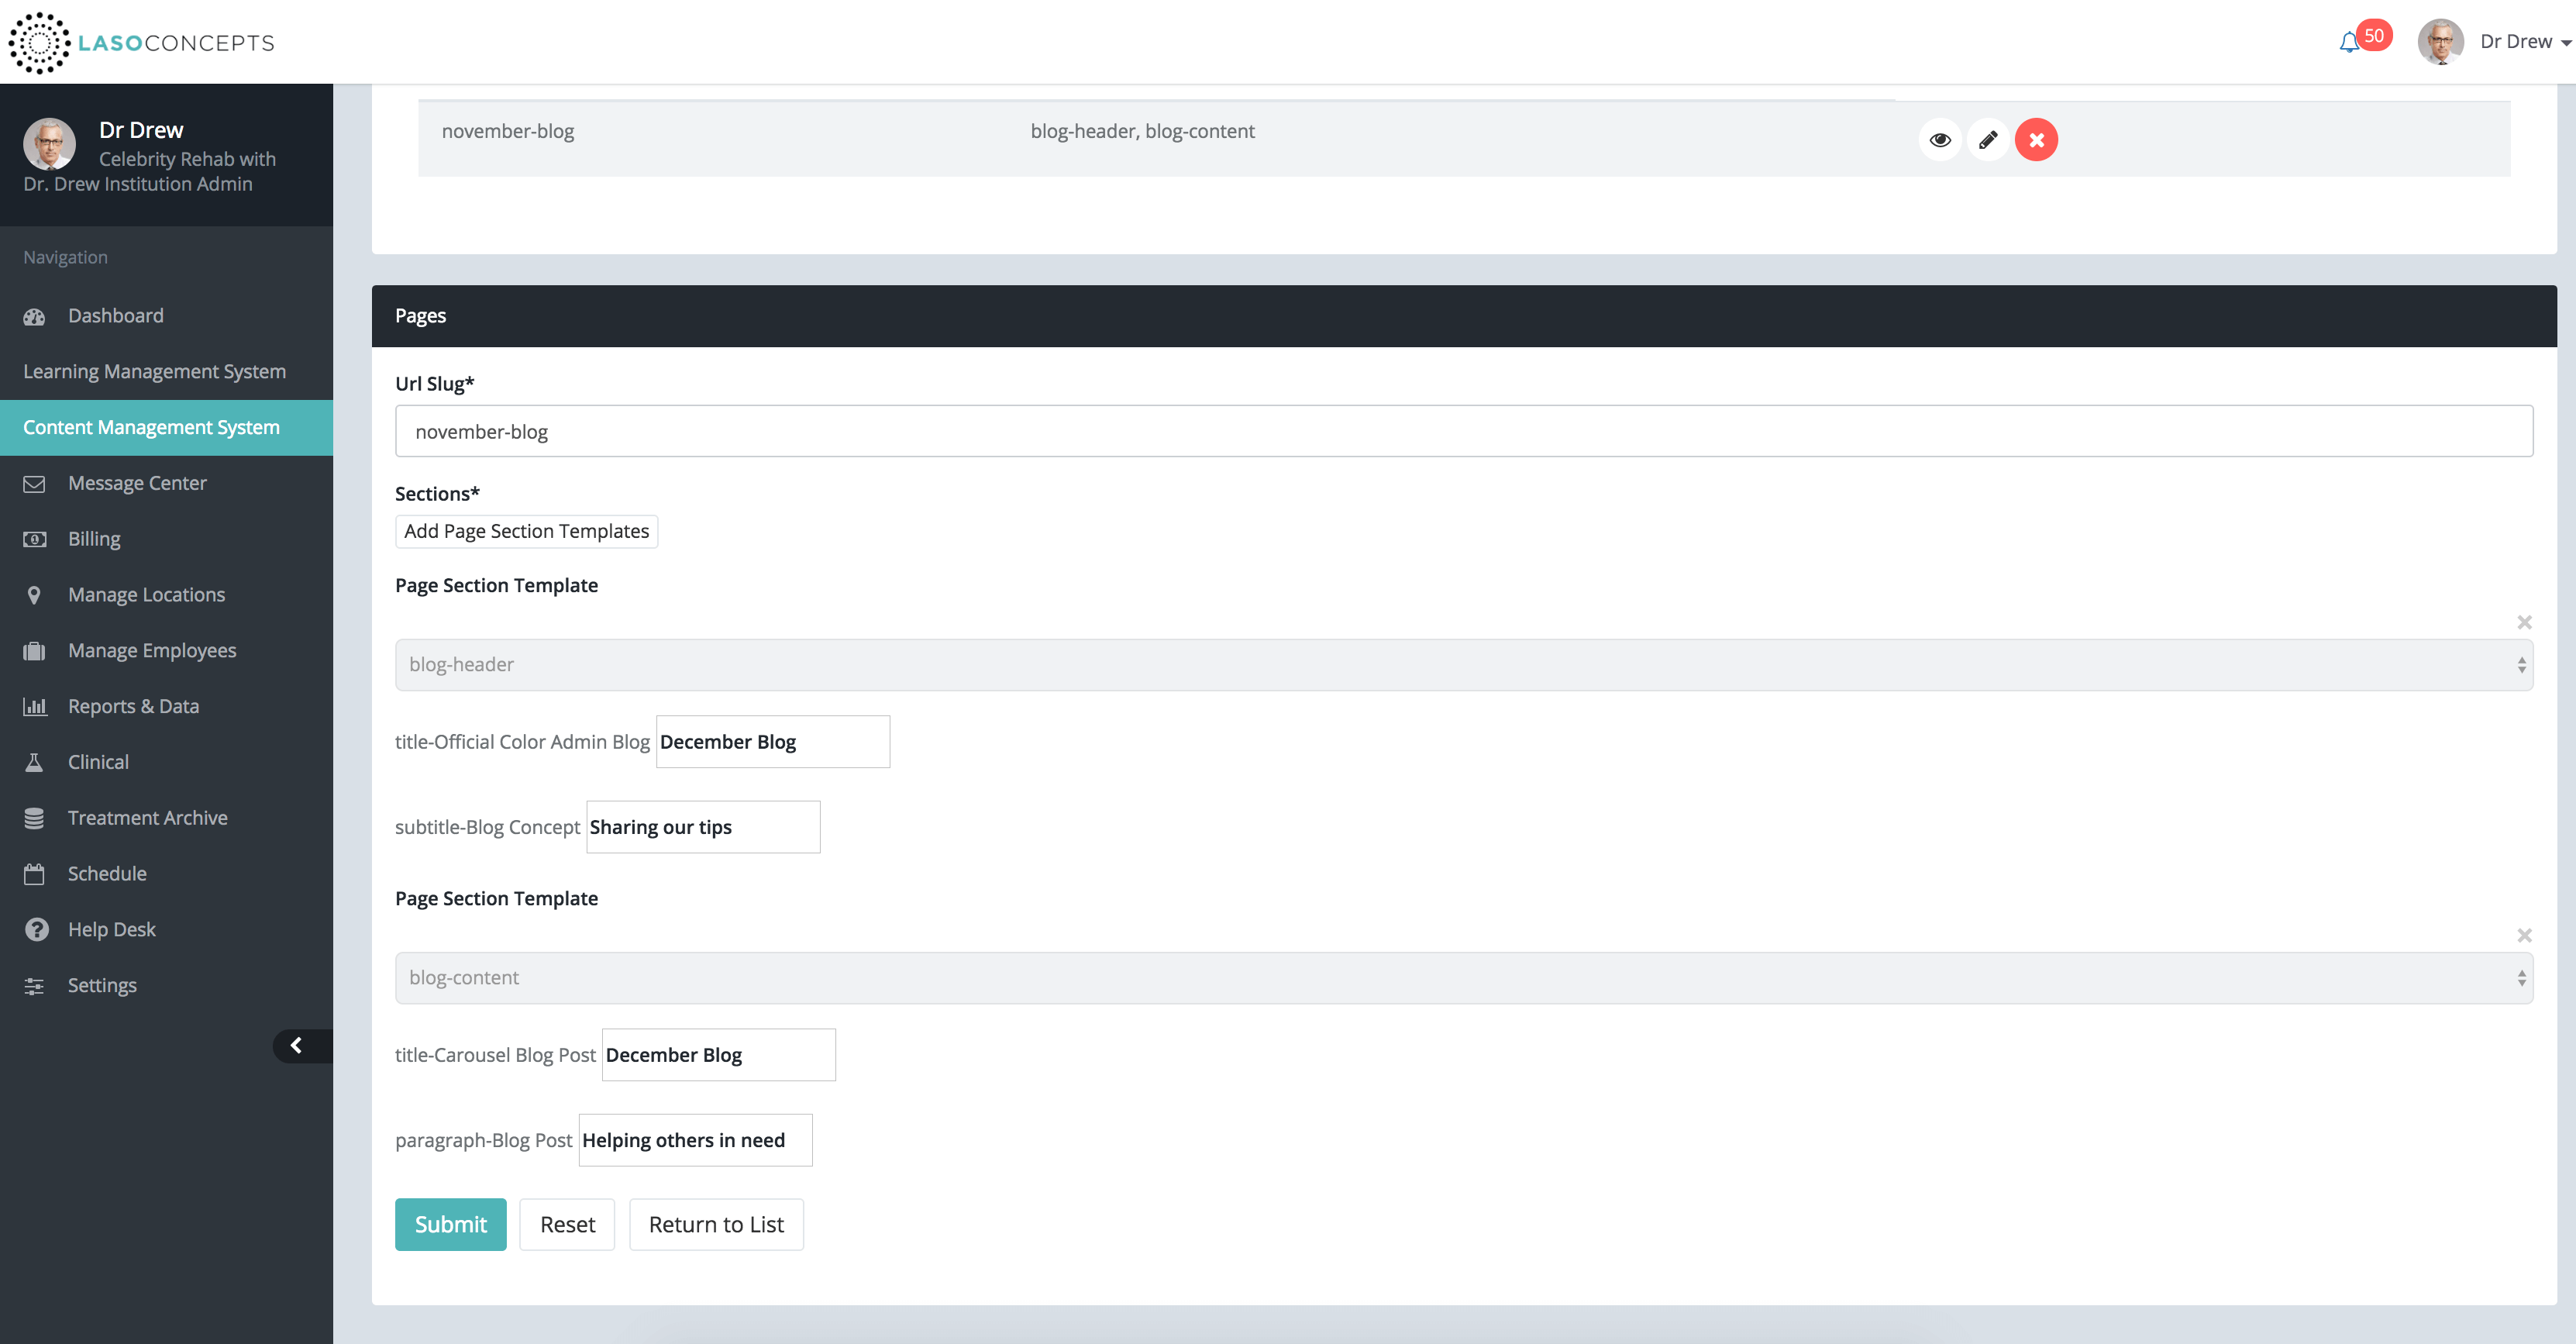 LASOCONCEPTS
50
Dr Drew
Dr Drew
Celebrity Rehab with
Dr. Drew Institution Admin
Navigation
Dashboard
Learning Management System
Content Management System
Message Center
Billing
Manage Locations
Manage Employees
Reports & Data
Clinical
Treatment Archive
Schedule
Help Desk
Settings
november-blog blog-header, blog-content
Pages
Url Slug*
november-blog
Sections*
Add Page Section Templates
Page Section Template
blog-header
title-Official Color Admin Blog December Blog
subtitle-Blog Concept Sharing our tips
Page Section Template
blog-content
title-Carousel Blog Post December Blog
paragraph-Blog Post Helping others in need
Submit Reset Return to List